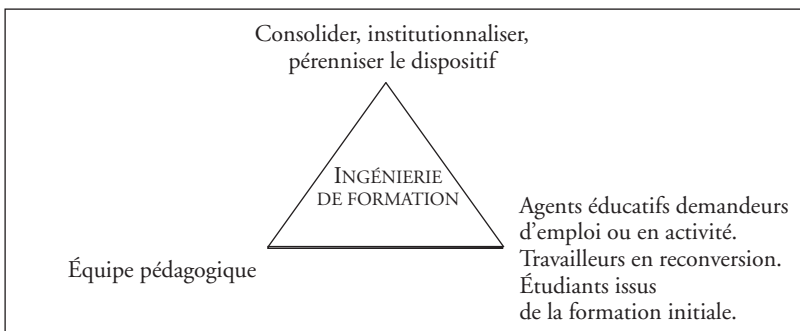 Consolider, institutionnaliser,
pérenniser le dispositif
INGÉNIERIE
DE FORMATION
Équipe pédagogique
Agents éducatifs demandeurs
d’emploi ou en activité.
Travailleurs en reconversion.
Étudiants issus
de la formation initiale.